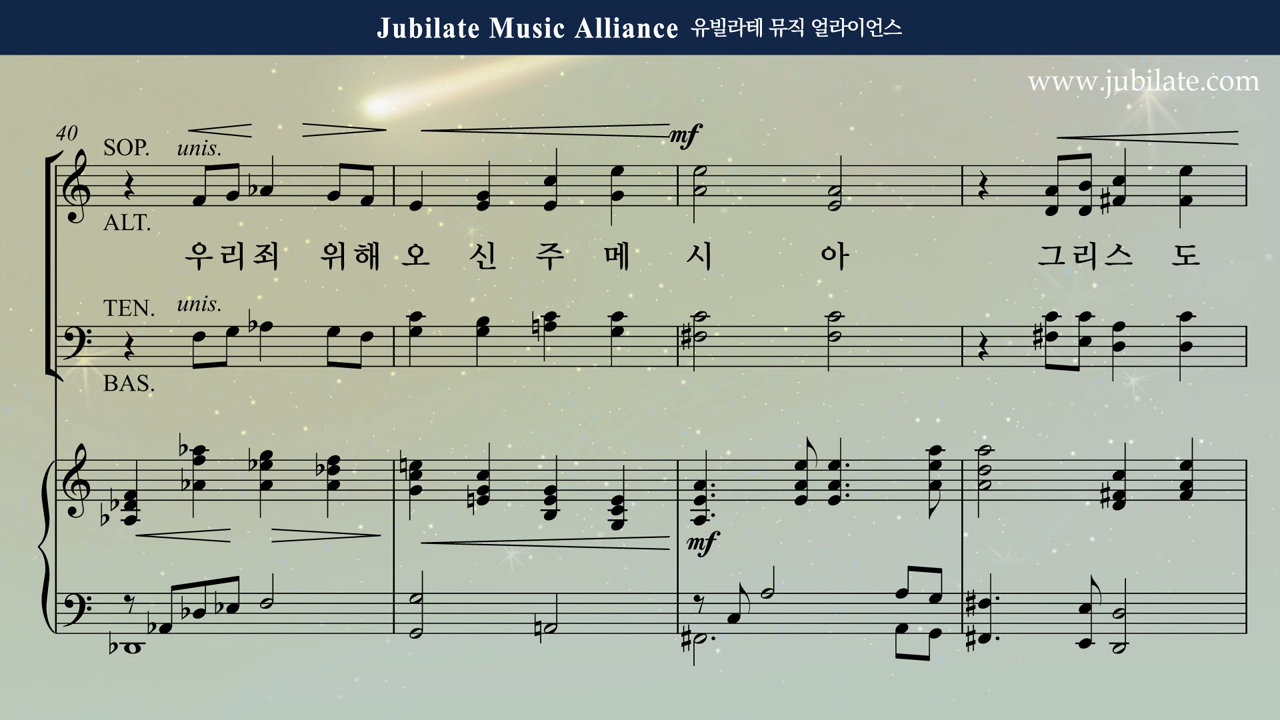 Jubilate Music Alliance 유빌라테 뮤직 얼라이언스
www.jubilate.com
40
SOP. unis. mf
ALT.
우리죄 위해 오 신 주 메 시 아 그리스 도
TEN. unis.
BAS.
mf